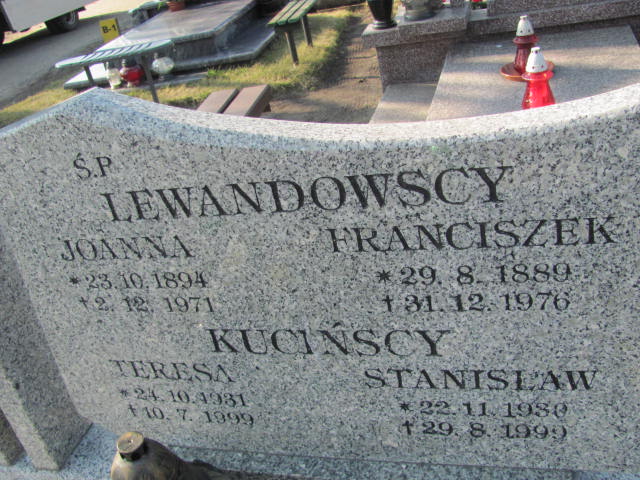 B-1
Ś.P
LEWANDOWSCY
JOANNA FRANCISZEK
*23.10.1894 *29.8.1889
†2.12.1971 †31.12.1976
KUCIŃSCY
TERESA STANISŁAW
*24.10.1931 *22.11.1930
†10.7.1999 †29.8.1999